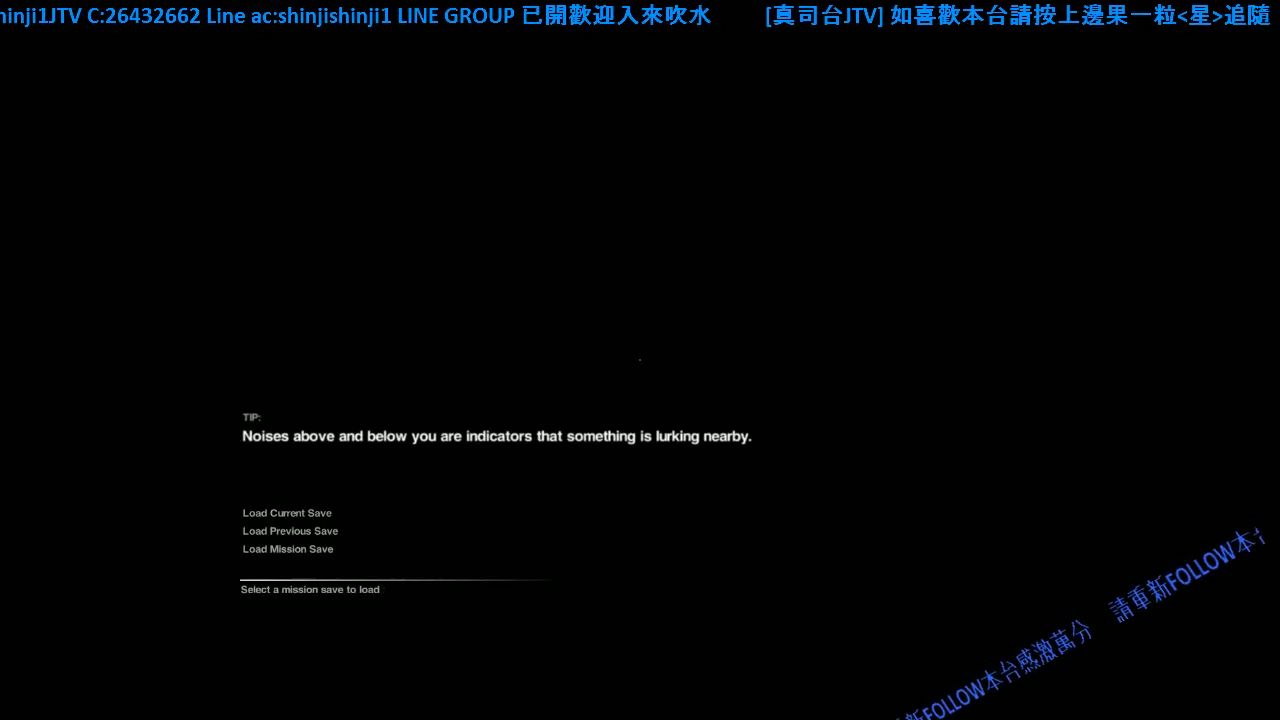 hinji1JTV C:26432662 Line ac:shinjishinji1 LINE GROUP 已開歡迎入來吹水 [真司台JTV] 如喜歡本台請按上邊果一粒<星>追隨
TIP:
Noises above and below you are indicators that something is lurking nearby.
Load Current Save
Load Previous Save
Load Mission Save
Select a mission save to load
請重新FOLLOW本台
新FOLLOW本台感激萬分